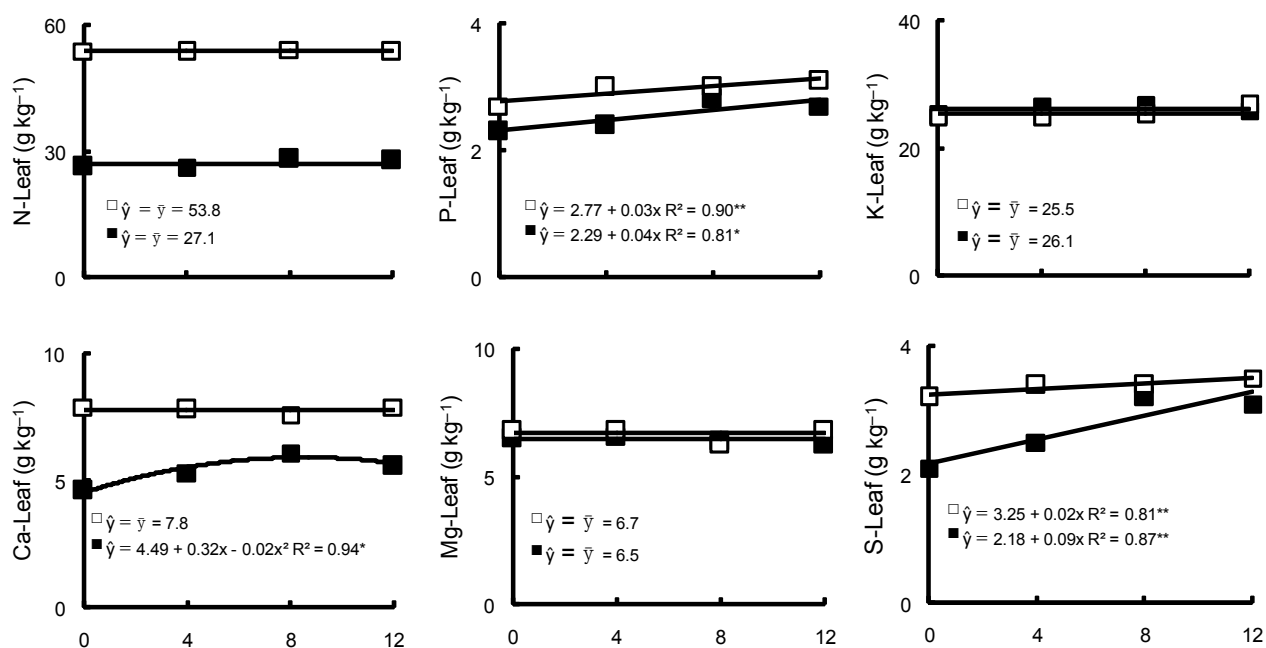 60
30
0
N-Leaf (g kg⁻¹)
ŷ = ȳ = 53.8
ŷ = ȳ = 27.1
4
2
0
P-Leaf (g kg⁻¹)
ŷ = 2.77 + 0.03x R² = 0.90**
ŷ = 2.29 + 0.04x R² = 0.81*
40
20
0
K-Leaf (g kg⁻¹)
ŷ = ȳ = 25.5
ŷ = ȳ = 26.1
10
5
0
Ca-Leaf (g kg⁻¹)
ŷ = ȳ = 7.8
ŷ = 4.49 + 0.32x - 0.02x² R² = 0.94*
0 4 8 12
10
5
0
Mg-Leaf (g kg⁻¹)
ŷ = ȳ = 6.7
ŷ = ȳ = 6.5
0 4 8 12
4
2
0
S-Leaf (g kg⁻¹)
ŷ = 3.25 + 0.02x R² = 0.81**
ŷ = 2.18 + 0.09x R² = 0.87**
0 4 8 12